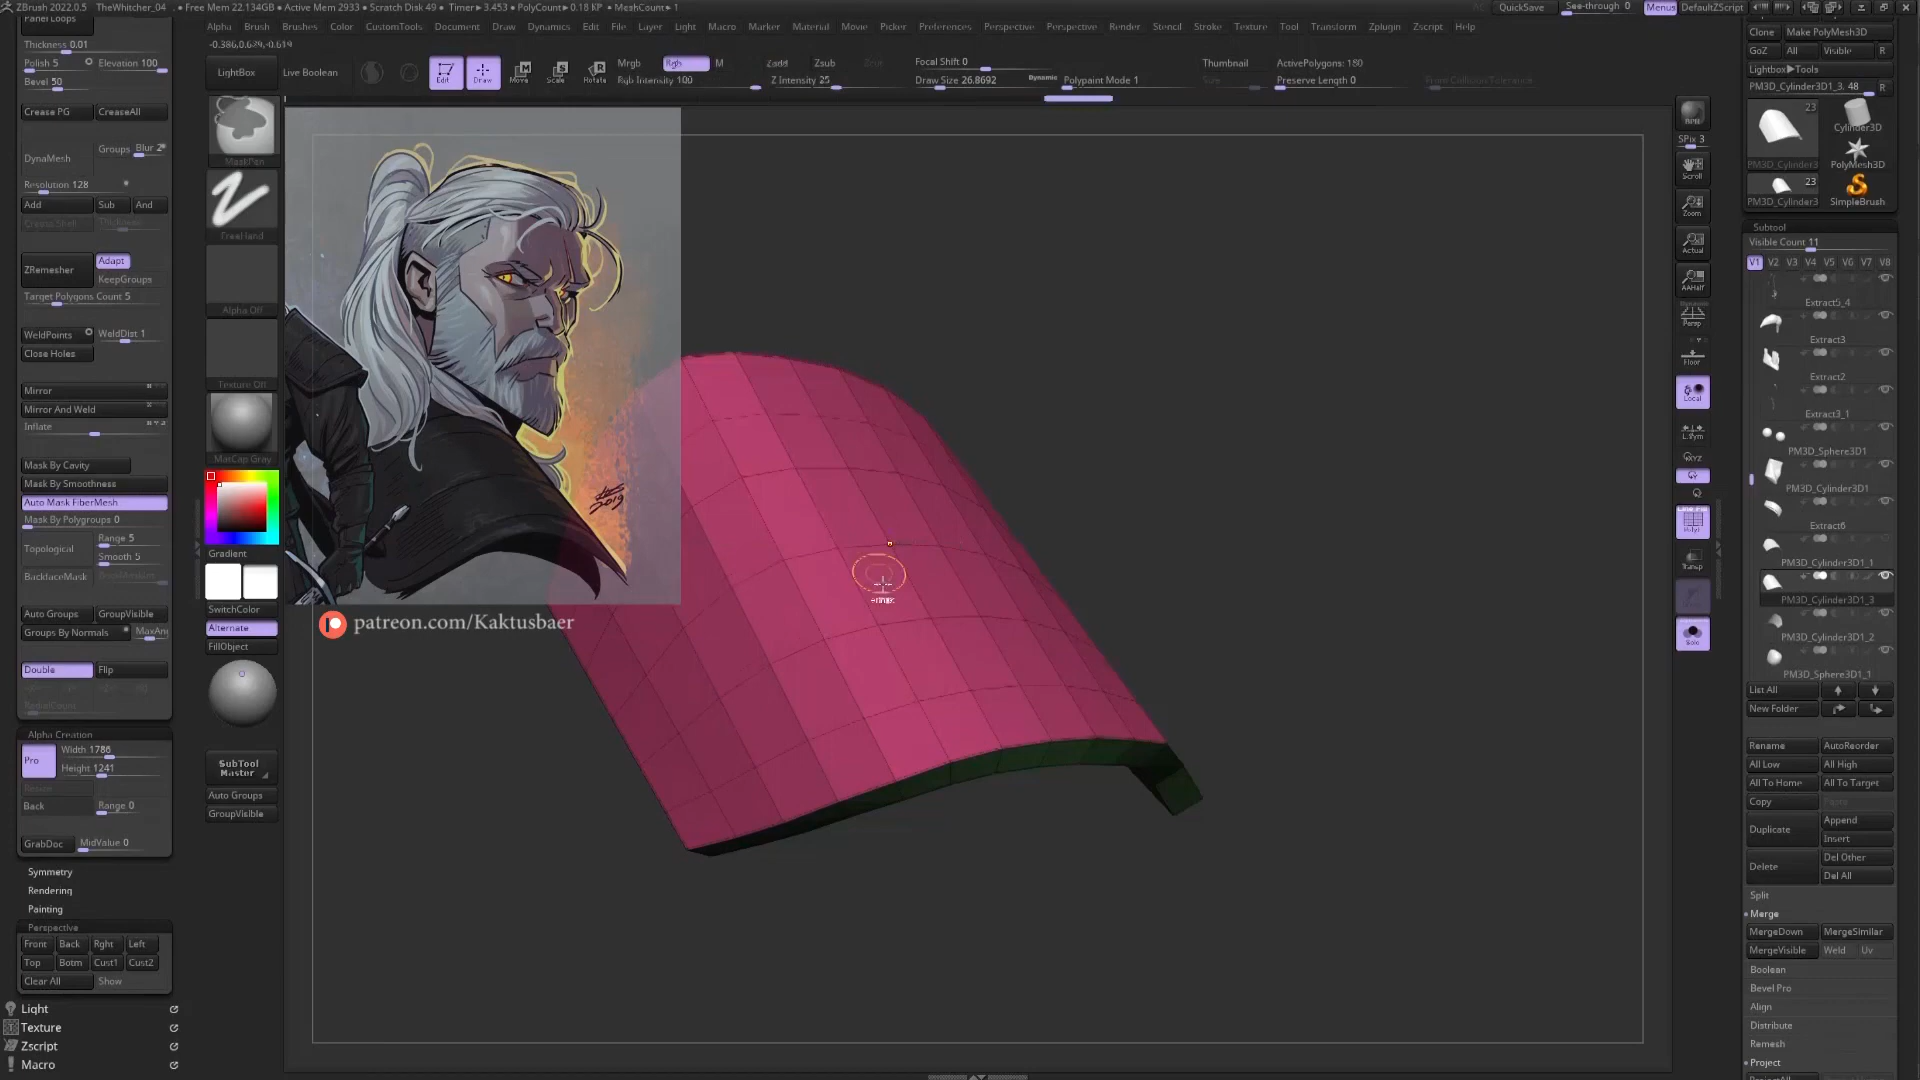 ZBrush 2022.0.5 TheWhitcher_04 • Free Mem 22.134GB • Active Mem 2933 • Scratch Disk 49 • Timer▸3.453 • PolyCount▸0.18 KP • MeshCount▸1
QuickSave See-through 0 Menus DefaultZScript
Alpha Brush Brushes Color CustomTools Document Draw Dynamics Edit File Layer Light Macro Marker Material Movie Picker Preferences Perspective Perspective Render Stencil Stroke Texture Tool Transform Zplugin Zscript Help
LightBox Live Boolean
Edit Draw Move Scale Rotate
Mrgb Rgb M
Rgb Intensity 100
Zadd Zsub
Z Intensity 25
Focal Shift 0
Draw Size 26.8692 Dynamic
Polypaint Mode 1
Thumbnail ActivePolygons: 180
Preserve Length 0
Thickness 0.01
Polish 5 Elevation 100
Bevel 50
Crease PG CreaseAll
DynaMesh Groups Blur 2
Resolution 128
Add Sub And
ZRemesher Adapt
KeepGroups
Target Polygons Count 5
WeldPoints WeldDist 1
Close Holes
Mirror
Mirror And Weld
Inflate
Mask By Cavity
Mask By Smoothness
Auto Mask FiberMesh
Mask By Polygroups 0
Topological Range 5
Smooth 5
BackfaceMask
Auto Groups GroupVisible
Groups By Normals MaxAn
Double Flip
RadialCount
Alpha Creation
Pro Width 1786
Height 1241
Back Range 0
GrabDoc MidValue 0
Symmetry
Rendering
Painting
Perspective
Front Back Rght Left
Top Botm Cust1 Cust2
Clear All Show
Light
Texture
Zscript
Macro
MaskPen
FreeHand
Alpha Off
Texture Off
MatCap Gray
Gradient
SwitchColor
Alternate
FillObject
SubTool
Master
Auto Groups
GroupVisible
2019
patreon.com/Kaktusbaer
BPR
SPix 3
Scroll
Zoom
Actual
AAHalf
Persp
Floor
Local
L.Sym
Transp
Solo
Clone Make PolyMesh3D
GoZ All Visible R
Lightbox▸Tools
PM3D_Cylinder3D1_3. 48 R
23
PM3D_Cylinder3
Cylinder3D
PolyMesh3D
23
PM3D_Cylinder3
SimpleBrush
Subtool
Visible Count 11
V1 V2 V3 V4 V5 V6 V7 V8
Extract5_4
Extract3
Extract2
Extract3_1
PM3D_Sphere3D1
PM3D_Cylinder3D1
Extract6
PM3D_Cylinder3D1_1
PM3D_Cylinder3D1_3
PM3D_Cylinder3D1_2
PM3D_Sphere3D1_1
List All
New Folder
Rename AutoReorder
All Low All High
All To Home All To Target
Copy
Duplicate Append
Insert
Delete Del Other
Del All
Split
Merge
MergeDown MergeSimilar
MergeVisible Weld Uv
Boolean
Bevel Pro
Align
Distribute
Remesh
Project